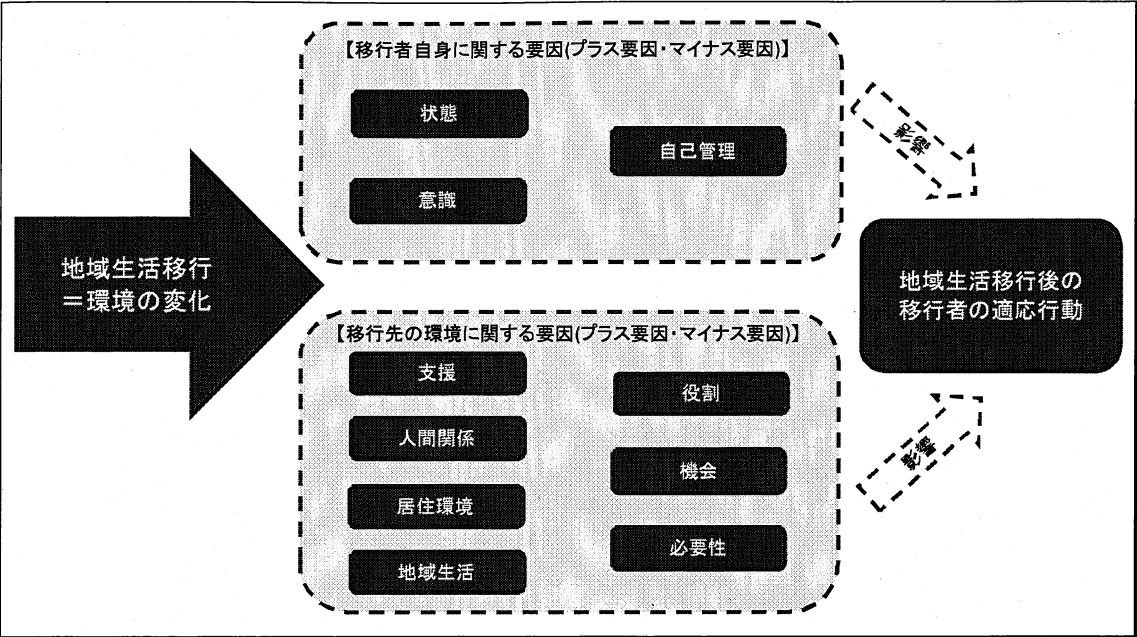 地域生活移行
＝環境の変化
【移行者自身に関する要因(プラス要因・マイナス要因)】
状態
意識
自己管理
【移行先の環境に関する要因(プラス要因・マイナス要因)】
支援
人間関係
居住環境
地域生活
役割
機会
必要性
影響
影響
地域生活移行後の
移行者の適応行動